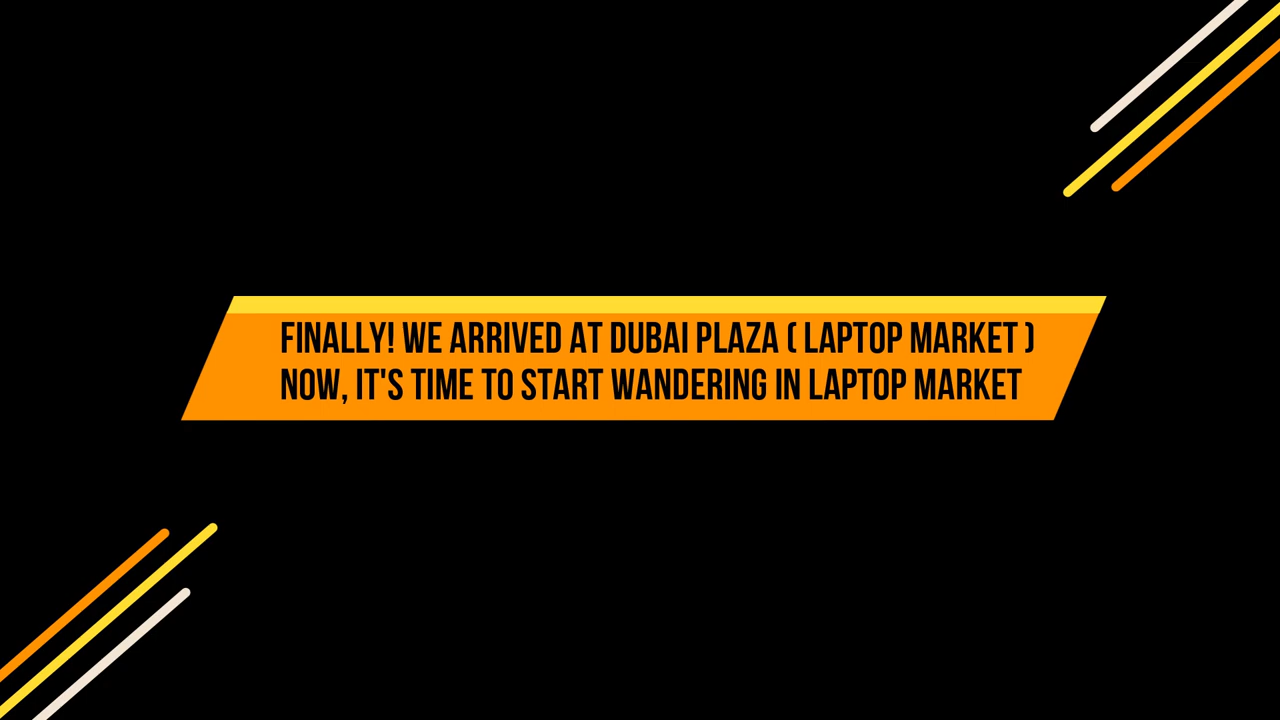 FINALLY! WE ARRIVED AT DUBAI PLAZA ( LAPTOP MARKET )
NOW, IT'S TIME TO START WANDERING IN LAPTOP MARKET